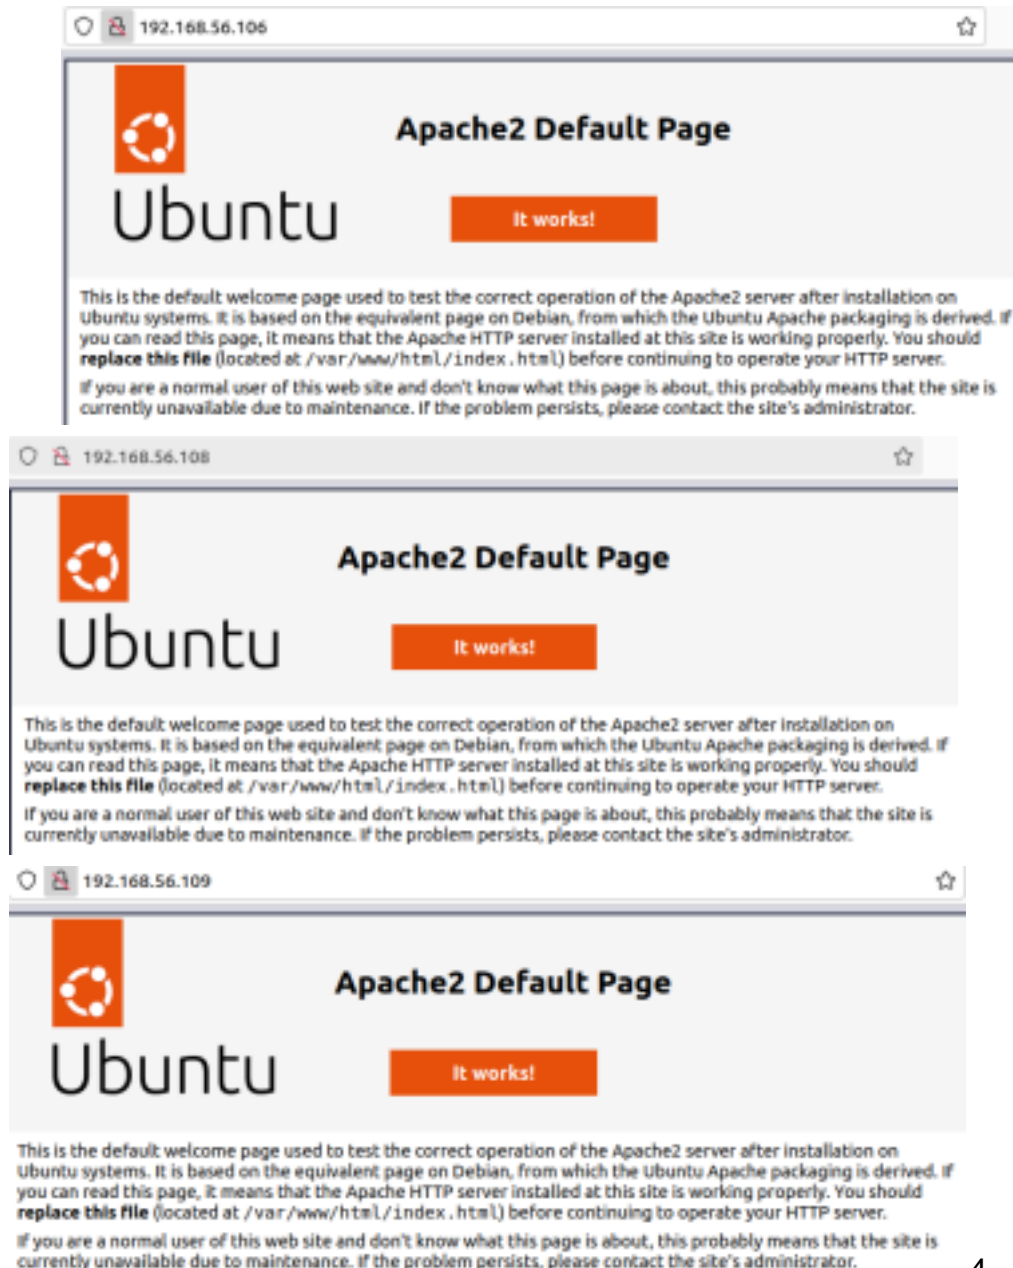 192.168.56.106
Apache2 Default Page
Ubuntu
It works!
This is the default welcome page used to test the correct operation of the Apache2 server after installation on
Ubuntu systems. It is based on the equivalent page on Debian, from which the Ubuntu Apache packaging is derived. If
you can read this page, it means that the Apache HTTP server installed at this site is working properly. You should
replace this file (located at /var/www/html/index.html) before continuing to operate your HTTP server.
If you are a normal user of this web site and don't know what this page is about, this probably means that the site is
currently unavailable due to maintenance. If the problem persists, please contact the site's administrator.
192.168.56.108
Apache2 Default Page
Ubuntu
It works!
This is the default welcome page used to test the correct operation of the Apache2 server after installation on
Ubuntu systems. It is based on the equivalent page on Debian, from which the Ubuntu Apache packaging is derived. If
you can read this page, it means that the Apache HTTP server installed at this site is working properly. You should
replace this file (located at /var/www/html/index.html) before continuing to operate your HTTP server.
If you are a normal user of this web site and don't know what this page is about, this probably means that the site is
currently unavailable due to maintenance. If the problem persists, please contact the site's administrator.
192.168.56.109
Apache2 Default Page
Ubuntu
It works!
This is the default welcome page used to test the correct operation of the Apache2 server after installation on
Ubuntu systems. It is based on the equivalent page on Debian, from which the Ubuntu Apache packaging is derived. If
you can read this page, it means that the Apache HTTP server installed at this site is working properly. You should
replace this file (located at /var/www/html/index.html) before continuing to operate your HTTP server.
If you are a normal user of this web site and don't know what this page is about, this probably means that the site is
currently unavailable due to maintenance. If the problem persists, please contact the site's administrator.